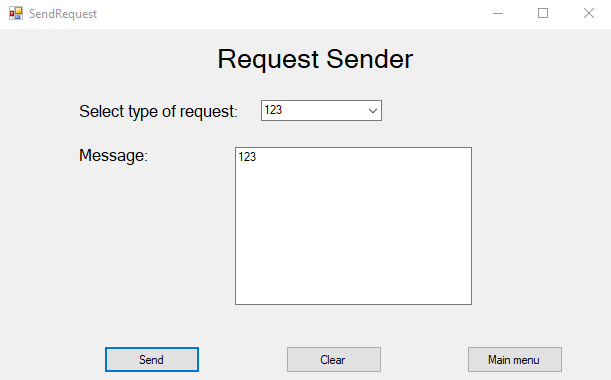 SendRequest
Request Sender
Select type of request: 123
Message: 123
Send Clear Main menu